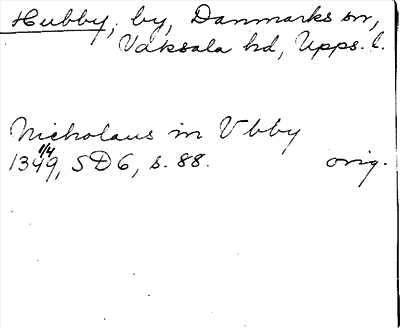 Hubby, by, Danmarks sn,
Vaksala hd, Upps. l.
Nicholaus in Vbby
1349 1/4, SD 6, s. 88. orig.